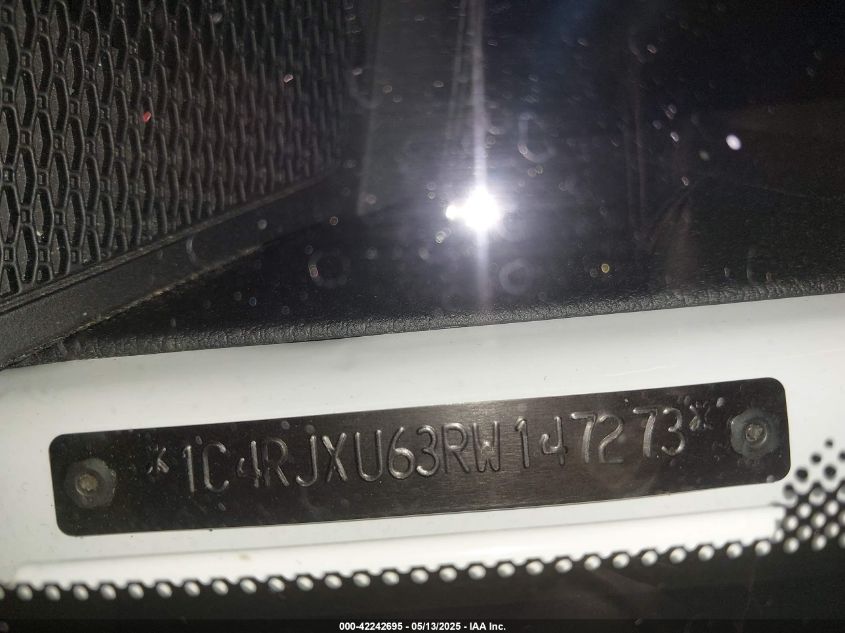 *1C4RJXU63RW147273*
000-42242695 - 05/13/2025 - IAA Inc.